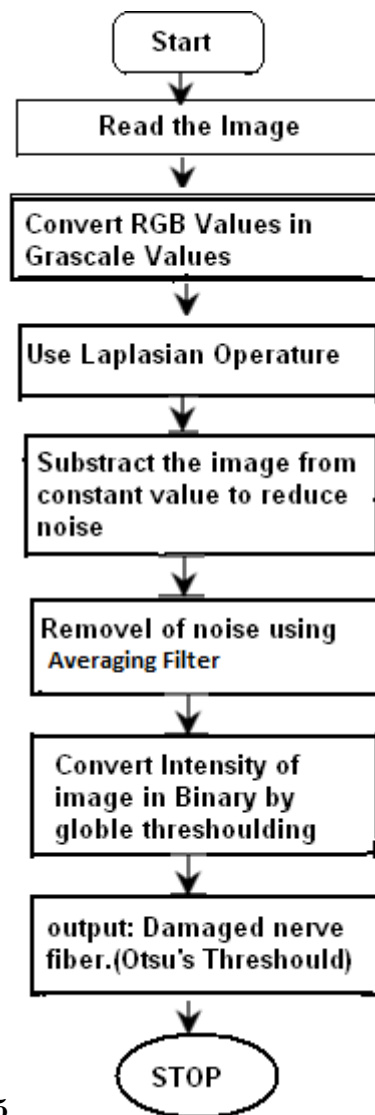 Start
Read the Image
Convert RGB Values in
Grascale Values
Use Laplasian Operature
Substract the image from
constant value to reduce
noise
Removel of noise using
Averaging Filter
Convert Intensity of
image in Binary by
globle threshoulding
output: Damaged nerve
fiber.(Otsu's Threshould)
STOP